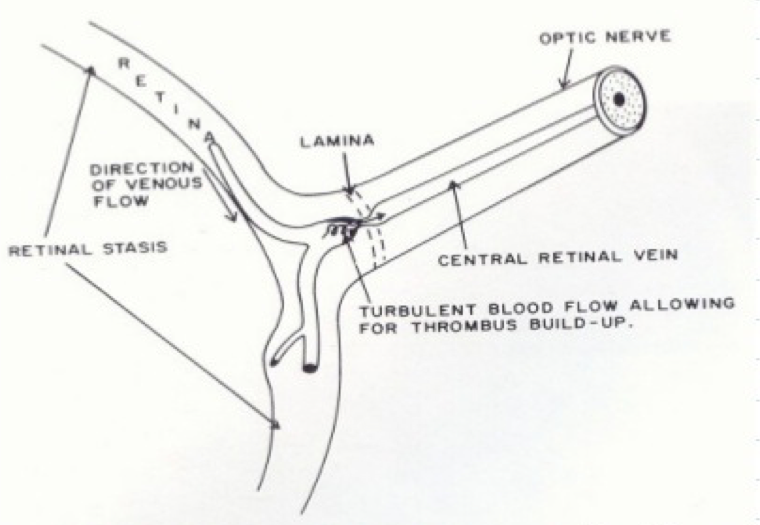 OPTIC NERVE
RETINA
LAMINA
DIRECTION
OF VENOUS
FLOW
RETINAL STASIS
CENTRAL RETINAL VEIN
TURBULENT BLOOD FLOW ALLOWING
FOR THROMBUS BUILD-UP.